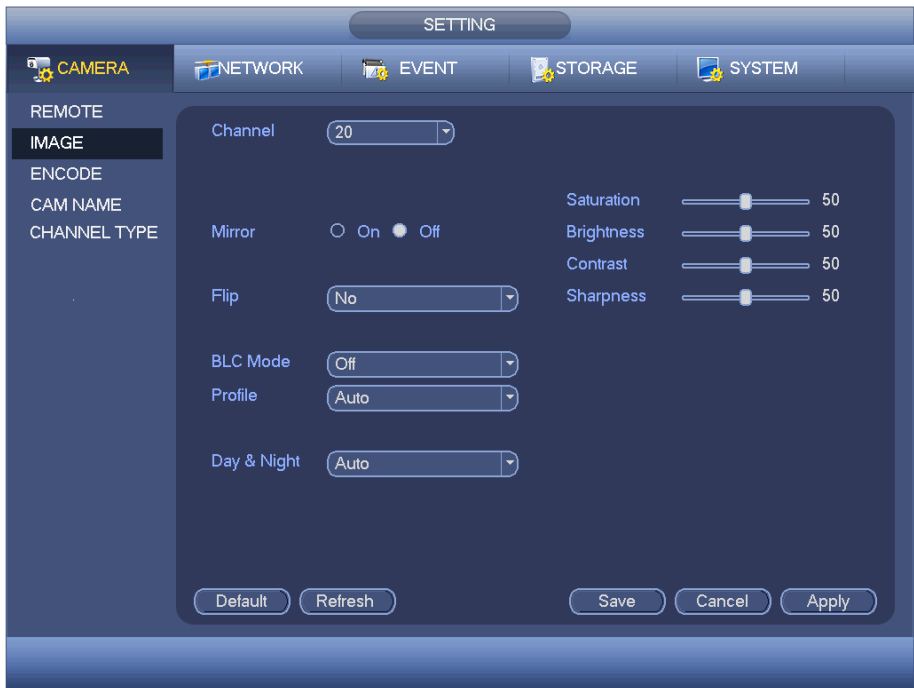 SETTING
CAMERA NETWORK EVENT STORAGE SYSTEM
REMOTE
IMAGE
ENCODE
CAM NAME
CHANNEL TYPE
Channel 20
Saturation 50
Mirror On Off Brightness 50
Contrast 50
Flip No Sharpness 50
BLC Mode Off
Profile Auto
Day & Night Auto
Default Refresh Save Cancel Apply